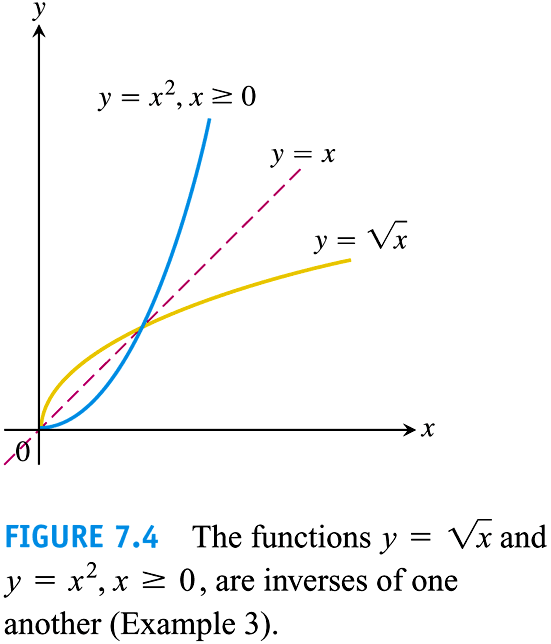 y
y = x², x ≥ 0
y = x
y = √x
x
0
FIGURE 7.4 The functions y = √x and
y = x², x ≥ 0, are inverses of one
another (Example 3).